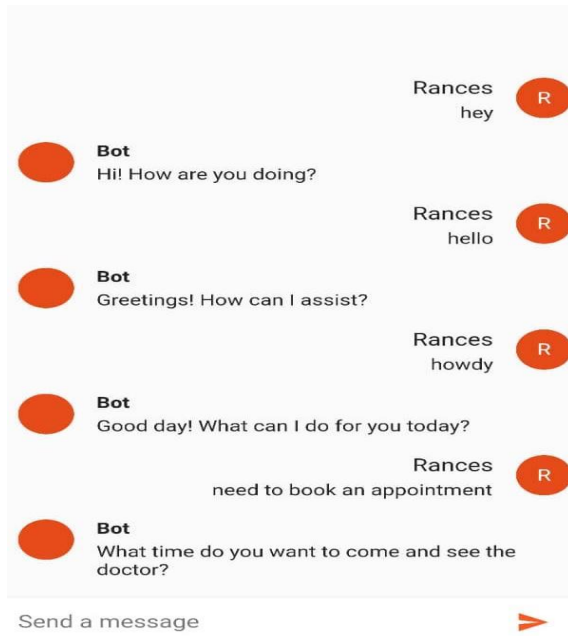 Rances
R
hey
Bot
Hi! How are you doing?
Rances
R
hello
Bot
Greetings! How can I assist?
Rances
R
howdy
Bot
Good day! What can I do for you today?
Rances
R
need to book an appointment
Bot
What time do you want to come and see the
doctor?
Send a message